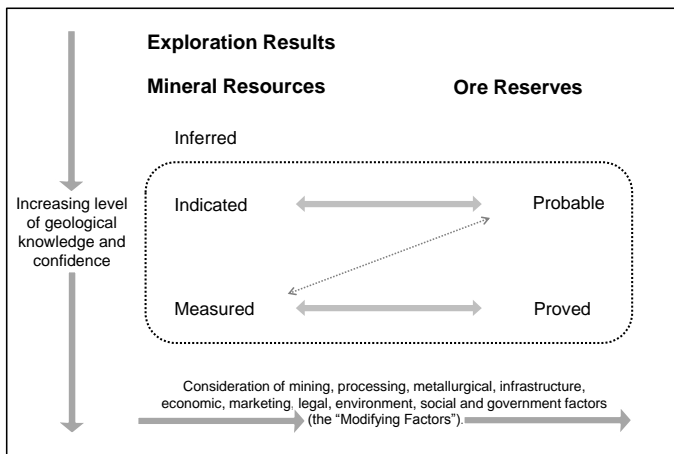 Exploration Results
Mineral Resources
Ore Reserves
Inferred
Increasing level
of geological
knowledge and
confidence
Indicated
Probable
Measured
Proved
Consideration of mining, processing, metallurgical, infrastructure,
economic, marketing, legal, environment, social and government factors
(the “Modifying Factors”).